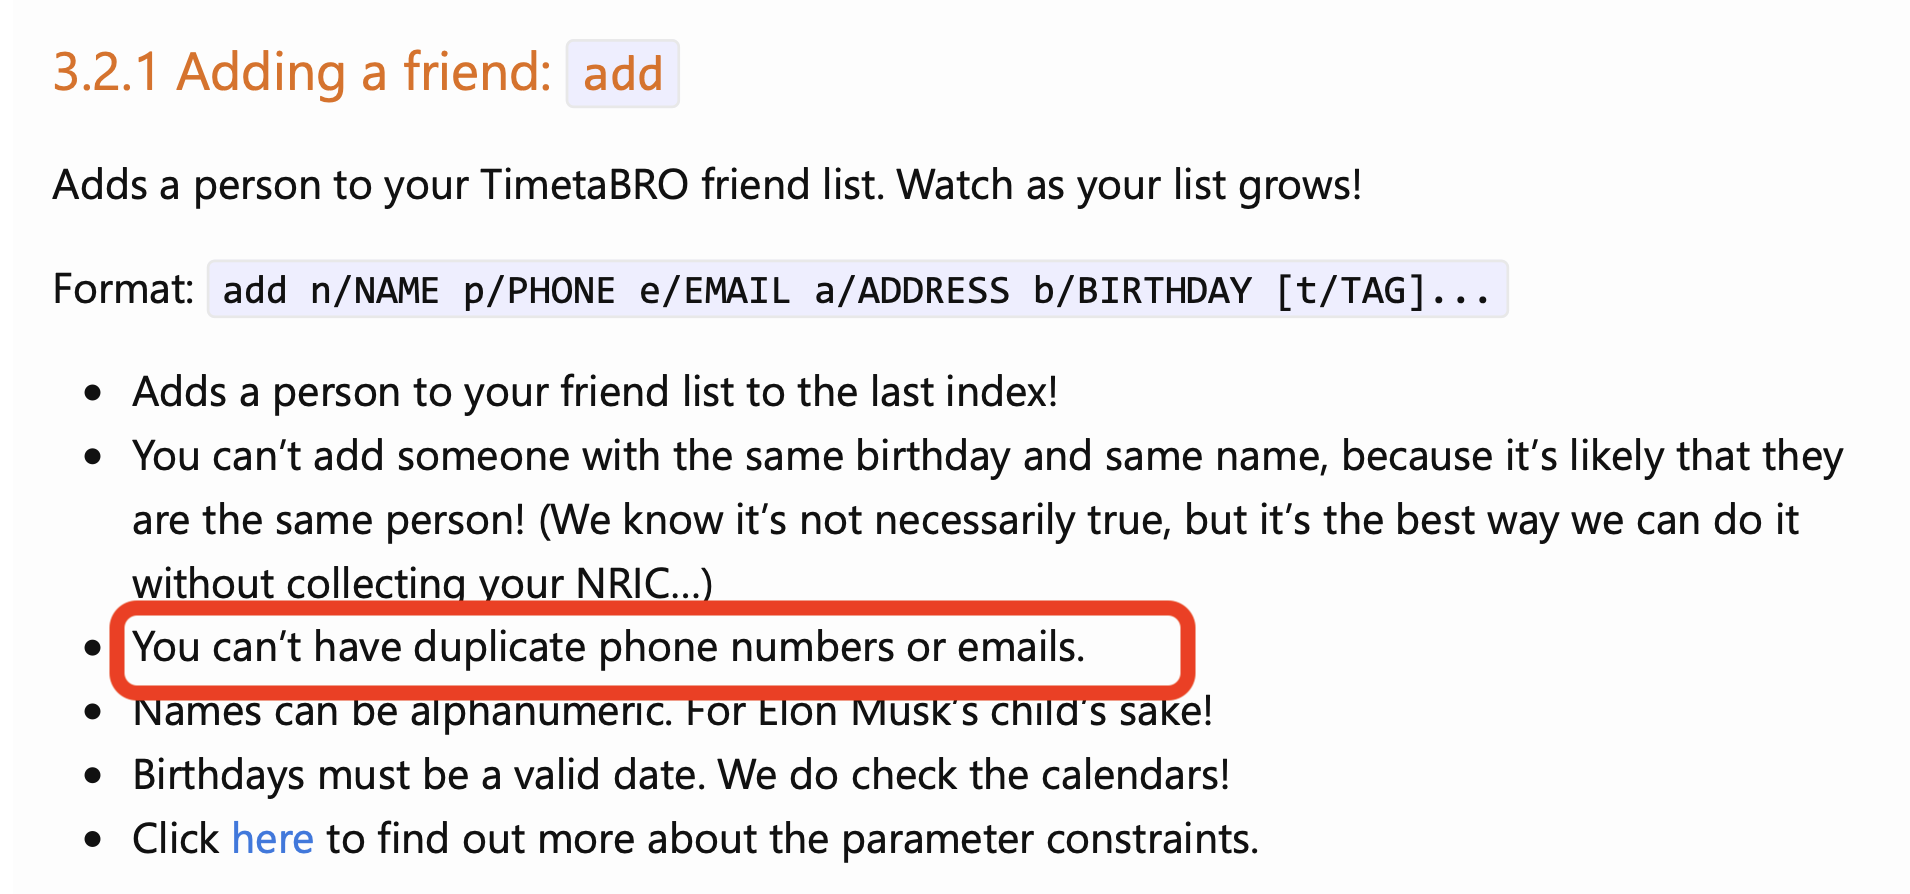 3.2.1 Adding a friend: add
Adds a person to your TimetaBRO friend list. Watch as your list grows!
Format: add n/NAME p/PHONE e/EMAIL a/ADDRESS b/BIRTHDAY [t/TAG]...
• Adds a person to your friend list to the last index!
• You can’t add someone with the same birthday and same name, because it’s likely that they
are the same person! (We know it’s not necessarily true, but it’s the best way we can do it
without collecting your NRIC…)
• You can’t have duplicate phone numbers or emails.
• Names can be alphanumeric. For Elon Musk’s child’s sake!
• Birthdays must be a valid date. We do check the calendars!
• Click here to find out more about the parameter constraints.